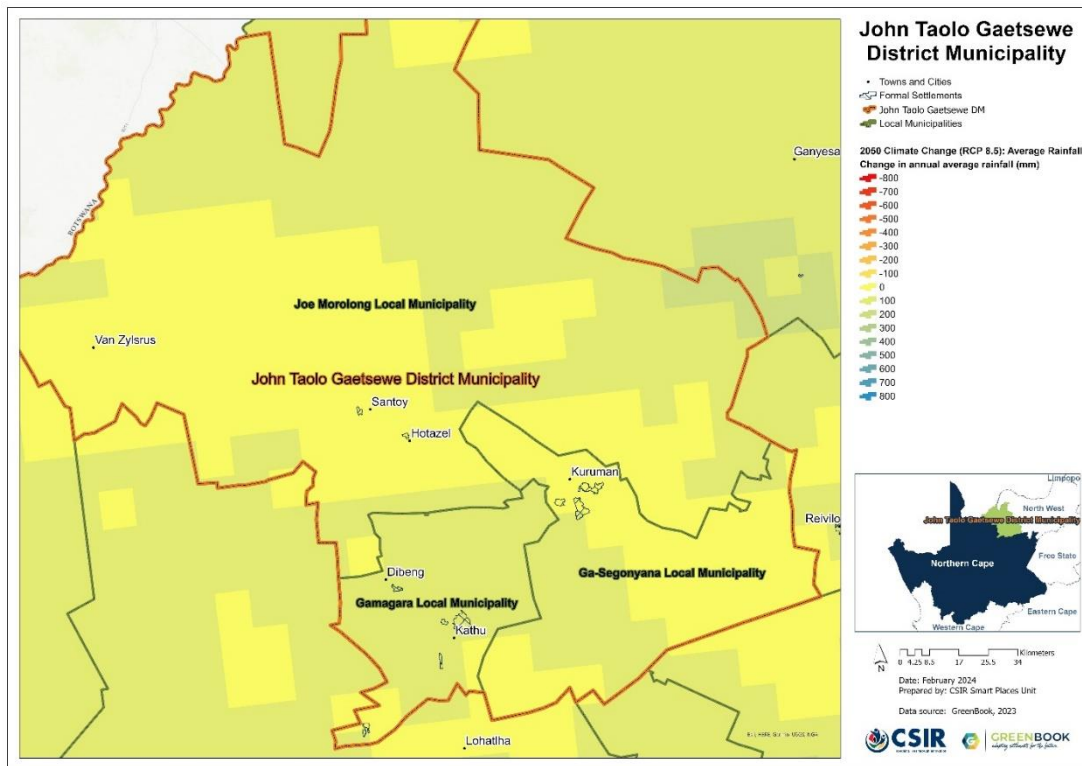 John Taolo Gaetsewe
District Municipality
Towns and Cities
Formal Settlements
John Taolo Gaetsewe DM
Local Municipalities
2050 Climate Change (RCP 8.5): Average Rainfall
Change in annual average rainfall (mm)
-800
-700
-600
-500
-400
-300
-200
-100
0
100
200
300
400
500
600
700
800
BOTSWANA
Ganyesa
Joe Morolong Local Municipality
Van Zylsrus
John Taolo Gaetsewe District Municipality
Santoy
Hotazel
Kuruman
Reivilo
Dibeng
Ga-Segonyana Local Municipality
Gamagara Local Municipality
Kathu
Lohatlha
Limpopo
North West
John Taolo Gaetsewe District Municipality
Free State
Northern Cape
Eastern Cape
Western Cape
N
Kilometers
0 4.25 8.5 17 25.5 34
Date: February 2024
Prepared by: CSIR Smart Places Unit
Data source: GreenBook, 2023
CSIR
GREENBOOK
adapting settlements for the future